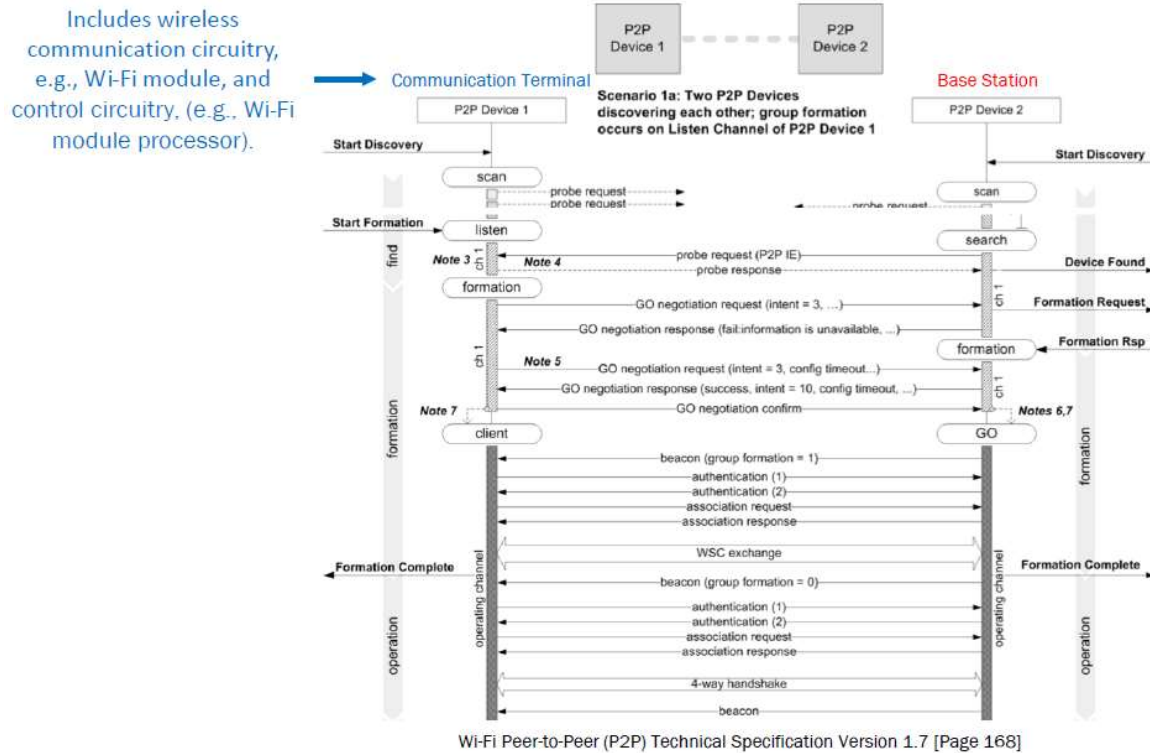 Includes wireless
communication circuitry,
e.g., Wi-Fi module, and
control circuitry, (e.g., Wi-Fi
module processor).
P2P
Device 1
P2P
Device 2
Communication Terminal
Base Station
Scenario 1a: Two P2P Devices
discovering each other; group formation
occurs on Listen Channel of P2P Device 1
P2P Device 1
P2P Device 2
Start Discovery
Start Discovery
scan
scan
probe request
probe request
probe request
Start Formation
listen
search
find
Note 3
ch 1
Note 4
probe request (P2P IE)
probe response
Device Found
formation
ch 1
GO negotiation request (intent = 3, ...)
Formation Request
GO negotiation response (fail:information is unavailable, ...)
Formation Rsp
formation
ch 1
Note 5
GO negotiation request (intent = 3, config timeout...)
GO negotiation response (success, intent = 10, config timeout, ...)
ch 1
Note 7
GO negotiation confirm
Notes 6,7
client
GO
formation
formation
beacon (group formation = 1)
authentication (1)
authentication (2)
association request
association response
WSC exchange
Formation Complete
Formation Complete
operating channel
operating channel
beacon (group formation = 0)
authentication (1)
authentication (2)
association request
association response
operation
operation
4-way handshake
beacon
Wi-Fi Peer-to-Peer (P2P) Technical Specification Version 1.7 [Page 168]